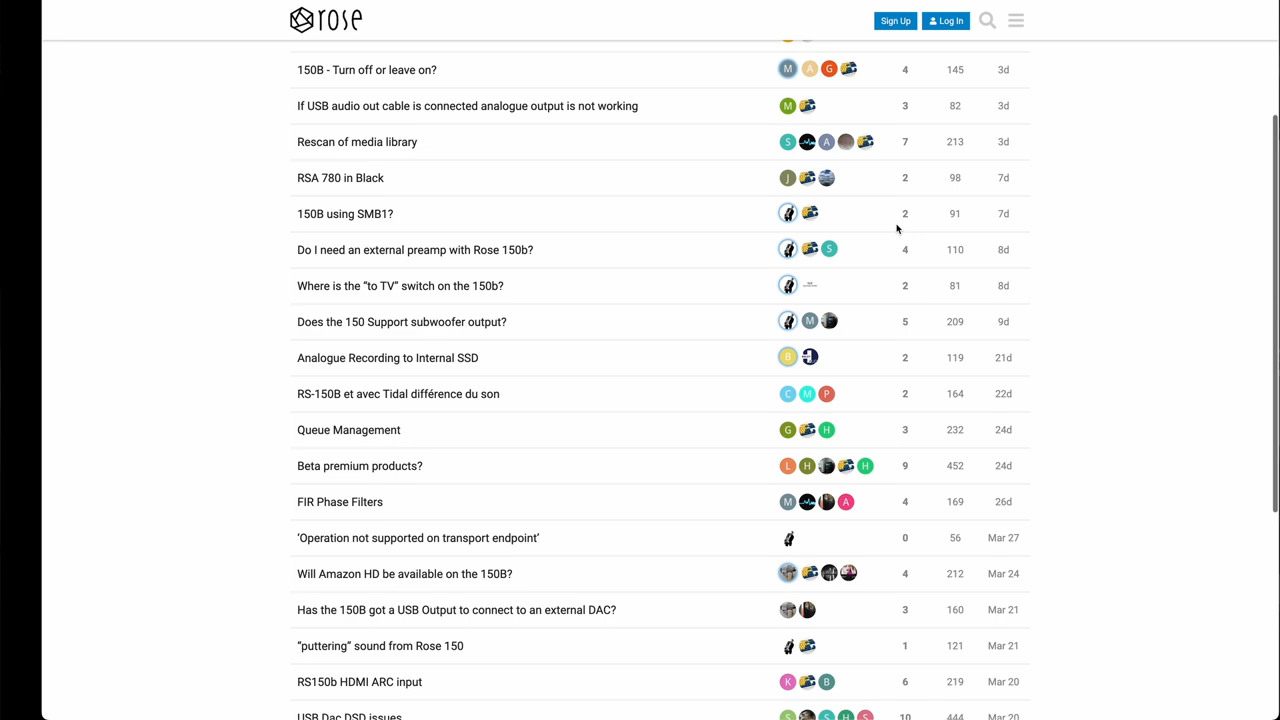 rose
Sign Up
Log In
150B - Turn off or leave on? M A G 4 145 3d
If USB audio out cable is connected analogue output is not working M 3 82 3d
Rescan of media library S A 7 213 3d
RSA 780 in Black J 2 98 7d
150B using SMB1? 2 91 7d
Do I need an external preamp with Rose 150b? S 4 110 8d
Where is the “to TV” switch on the 150b? 2 81 8d
Does the 150 Support subwoofer output? M 5 209 9d
Analogue Recording to Internal SSD B 2 119 21d
RS-150B et avec Tidal différence du son C M P 2 164 22d
Queue Management G H 3 232 24d
Beta premium products? L H H 9 452 24d
FIR Phase Filters M A 4 169 26d
‘Operation not supported on transport endpoint’ 0 56 Mar 27
Will Amazon HD be available on the 150B? 4 212 Mar 24
Has the 150B got a USB Output to connect to an external DAC? 3 160 Mar 21
“puttering” sound from Rose 150 1 121 Mar 21
RS150b HDMI ARC input K B 6 219 Mar 20
USB Dac DSD issues S S H S 10 444 Mar 20